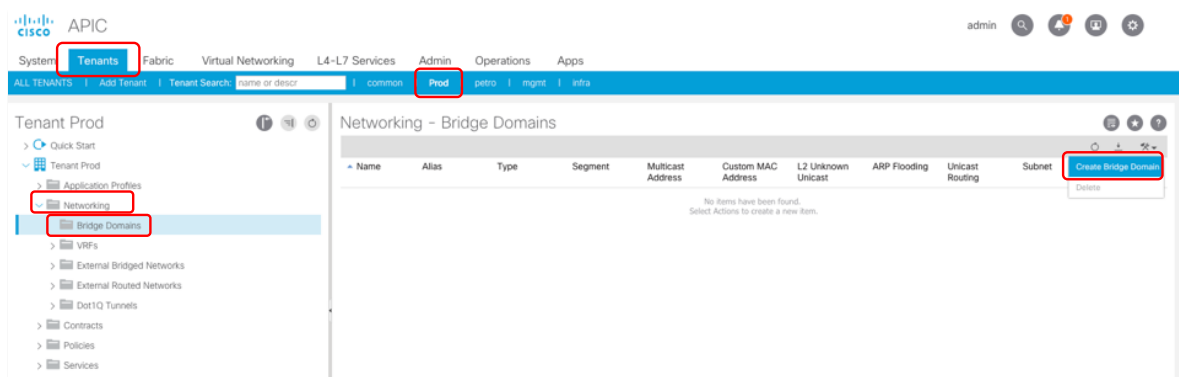 cisco APIC admin 1
System Tenants Fabric Virtual Networking L4-L7 Services Admin Operations Apps
ALL TENANTS | Add Tenant | Tenant Search: name or descr | common Prod petro | mgmt | infra
Tenant Prod
Quick Start
Tenant Prod
Application Profiles
Networking
Bridge Domains
VRFs
External Bridged Networks
External Routed Networks
Dot1Q Tunnels
Contracts
Policies
Services
Networking - Bridge Domains
Name Alias Type Segment Multicast Address Custom MAC Address L2 Unknown Unicast ARP Flooding Unicast Routing Subnet
Create Bridge Domain
Delete
No items have been found.
Select Actions to create a new item.